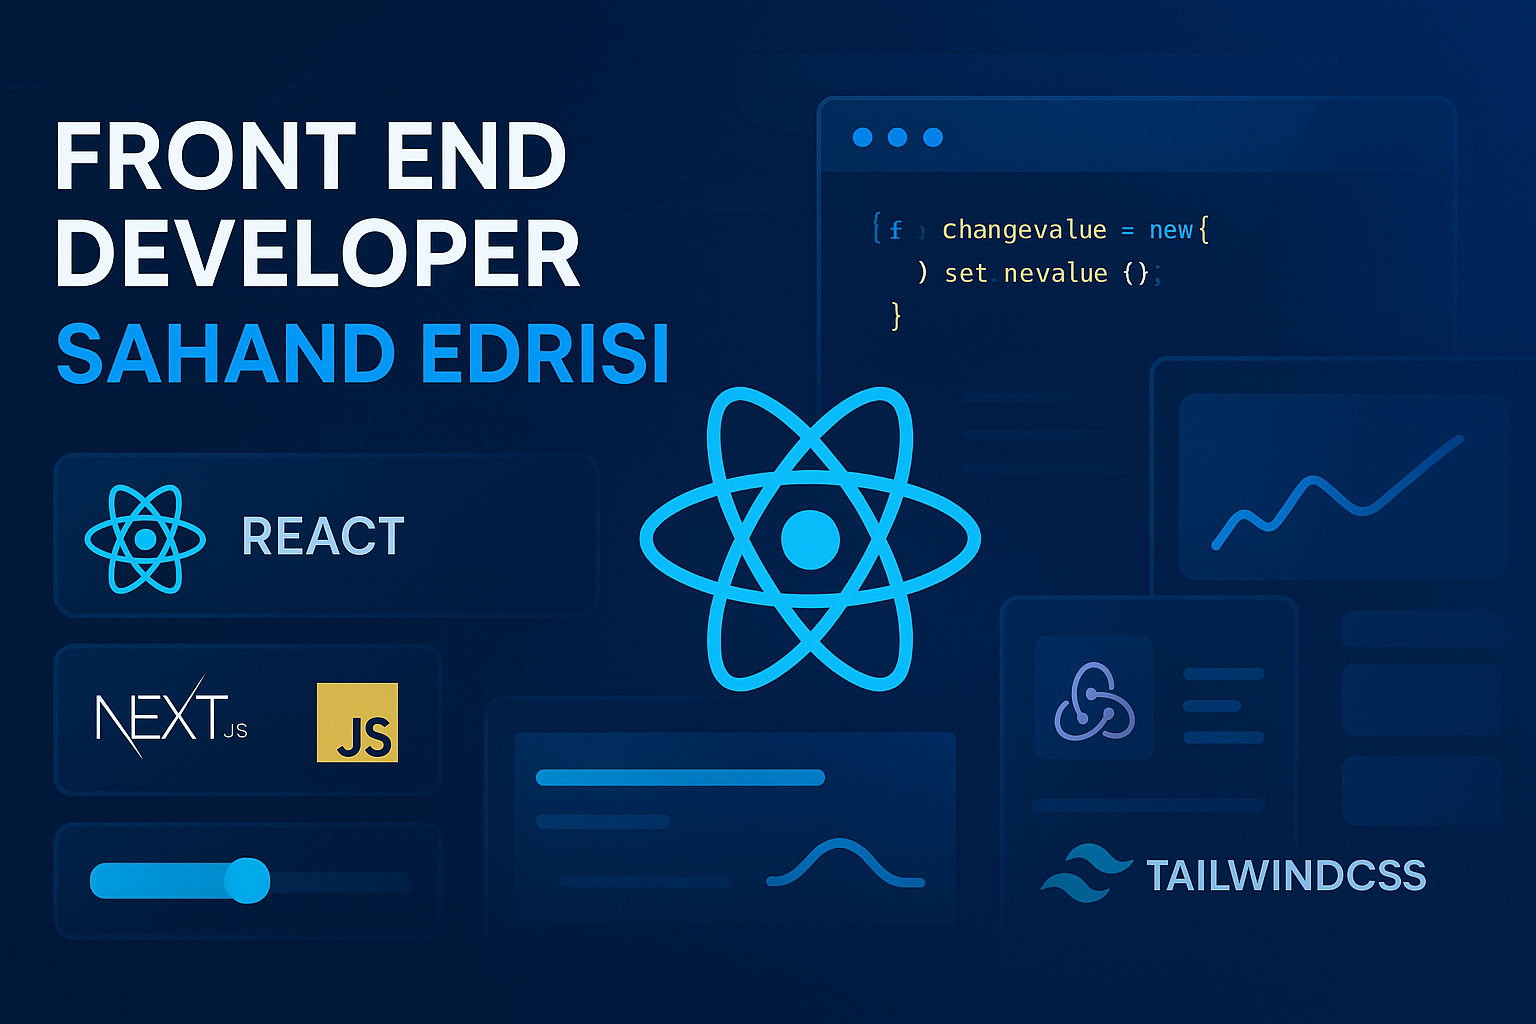 FRONT END
DEVELOPER
SAHAND EDRISI
{ f ; changevalue = new{
) set.nevalue {};
}
REACT
NEXT.JS
JS
TAILWINDCSS